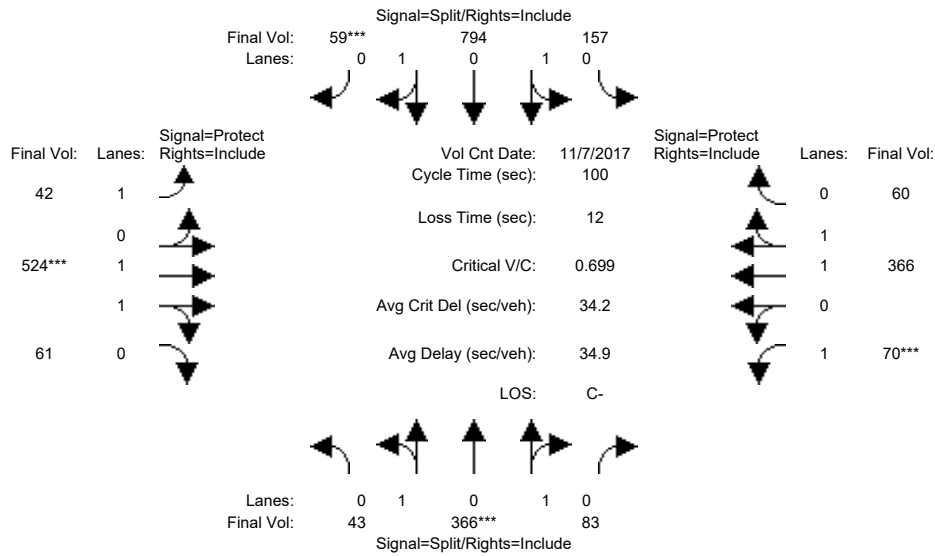 Signal=Split/Rights=Include
Final Vol: 59*** 794 157
Lanes: 0 1 0 1 0
Signal=Protect
Final Vol: Lanes: Rights=Include
Vol Cnt Date: 11/7/2017
Signal=Protect
Rights=Include Lanes: Final Vol:
Cycle Time (sec): 100
42 1
0 60
Loss Time (sec): 12
0
1
524*** 1
Critical V/C: 0.699
1 366
1
Avg Crit Del (sec/veh): 34.2
0
61 0
Avg Delay (sec/veh): 34.9
1 70***
LOS: C-
Lanes: 0 1 0 1 0
Final Vol: 43 366*** 83
Signal=Split/Rights=Include